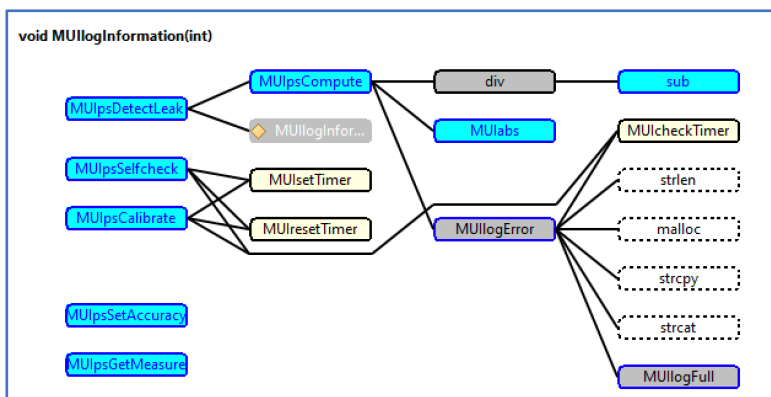 void MUIlogInformation(int)
MUIpsCompute
div
sub
MUIpsDetectLeak
MUIlogInfor...
MUIabs
MUIcheckTimer
MUIpsSelfcheck
MUIsetTimer
strlen
MUIpsCalibrate
MUIresetTimer
MUIlogError
malloc
strcpy
MUIpsSetAccuracy
strcat
MUIpsGetMeasure
MUIlogFull